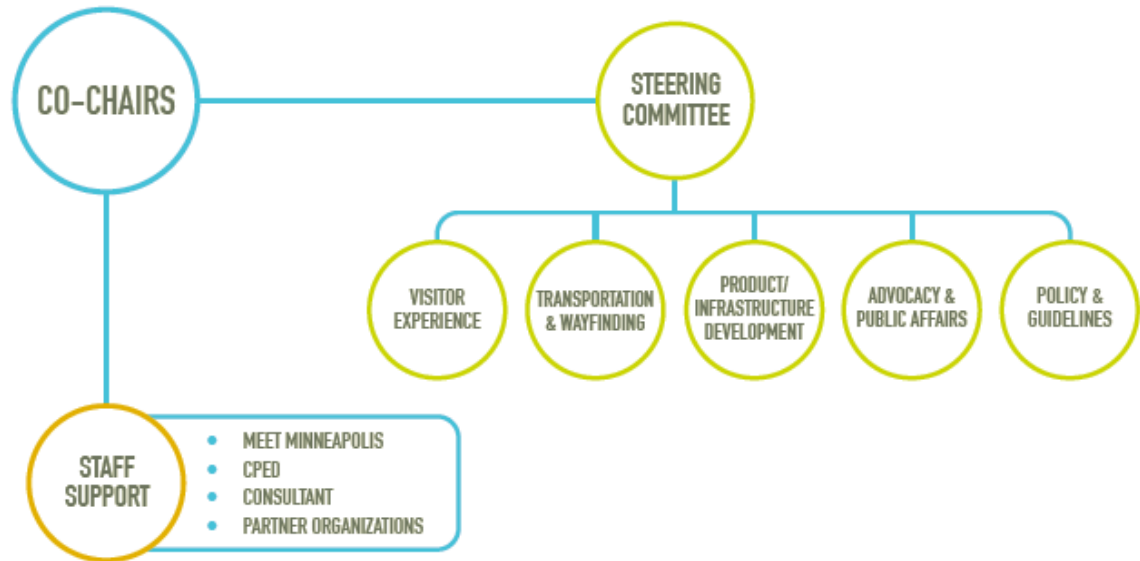 CO-CHAIRS
STEERING
COMMITTEE
VISITOR
EXPERIENCE
TRANSPORTATION
& WAYFINDING
PRODUCT/
INFRASTRUCTURE
DEVELOPMENT
ADVOCACY &
PUBLIC AFFAIRS
POLICY &
GUIDELINES
STAFF
SUPPORT
• MEET MINNEAPOLIS
• CPED
• CONSULTANT
• PARTNER ORGANIZATIONS